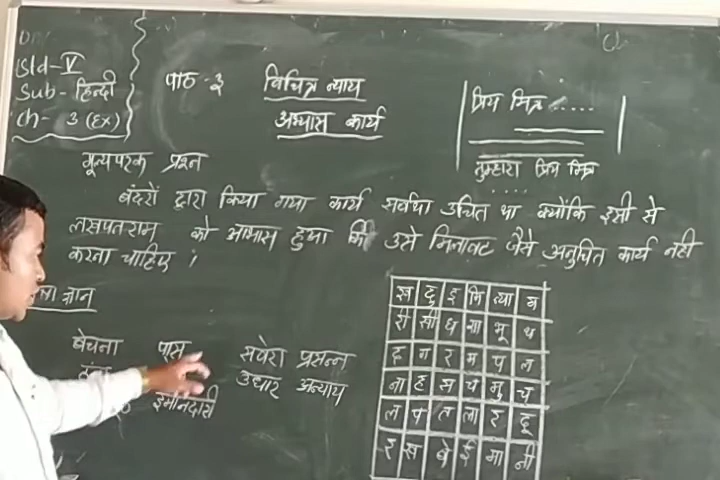 Std-V
Sub- हिन्दी
Ch- 3 (Ex)
पाठ-३ विचित्र न्याय
अभ्यास कार्य
प्रिय मित्र .....
तुम्हारा प्रिय मित्र
मूल्यपरक प्रश्न
बंदरों द्वारा किया गया कार्य सर्वथा उचित था क्योंकि इसी से
लखपतराम को आभास हुआ कि उसे मिलावट जैसे अनुचित कार्य नही
करना चाहिए।
ज्ञान
बेचना पास सवेरा प्रसन्न
उधार अन्याय
ईमानदारी
दु इ मि त्या
री सी ध सा भू थ
द ग र म प ल
ना ह स च मु च
ल प त ला इ दू
इ ख बे ई मा नी